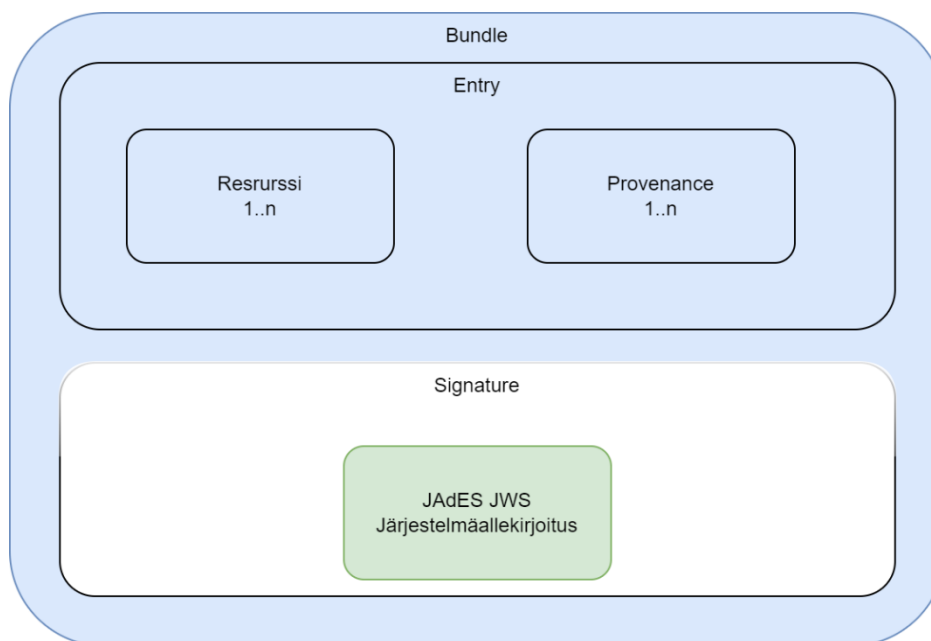 Bundle
Entry
Resrurssi
1..n
Provenance
1..n
Signature
JAdES JWS
Järjestelmäallekirjoitus